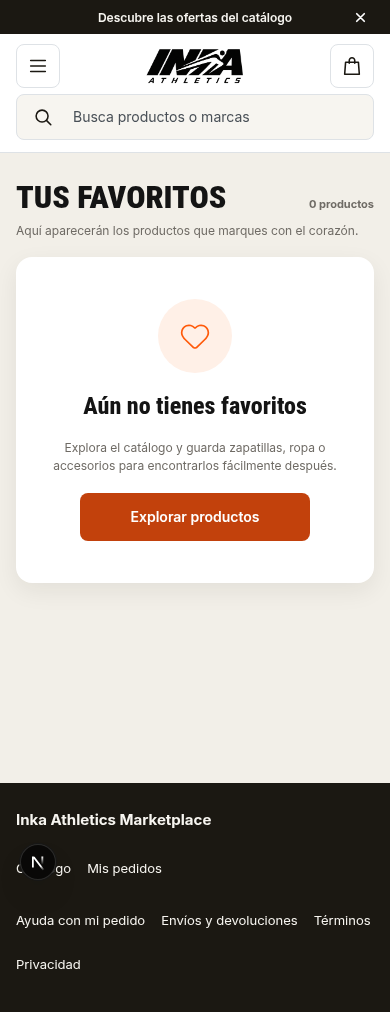 Descubre las ofertas del catálogo
INKA
ATHLETICS
Busca productos o marcas
TUS FAVORITOS
0 productos
Aquí aparecerán los productos que marques con el corazón.
Aún no tienes favoritos
Explora el catálogo y guarda zapatillas, ropa o
accesorios para encontrarlos fácilmente después.
Explorar productos
Inka Athletics Marketplace
Mis pedidos
Ayuda con mi pedido Envíos y devoluciones Términos
Privacidad